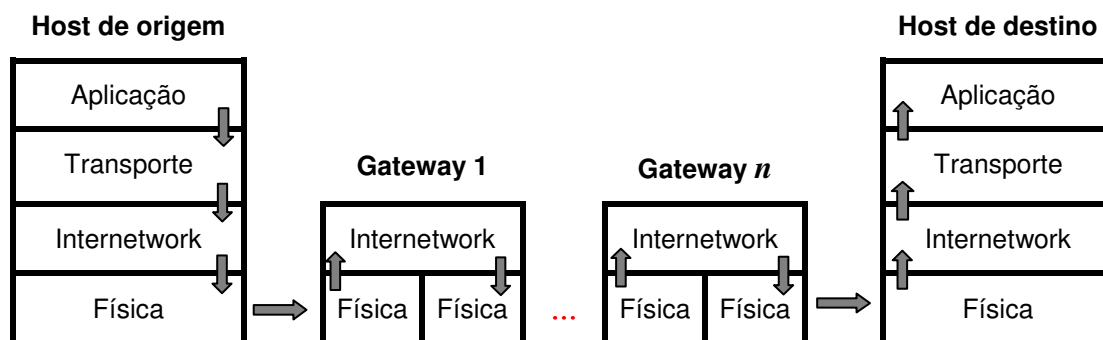 Host de origem
Host de destino
Aplicação
Aplicação
Transporte
Gateway 1
Gateway n
Transporte
Internetwork
Internetwork
Internetwork
Internetwork
Física
Física
Física
...
Física
Física
Física